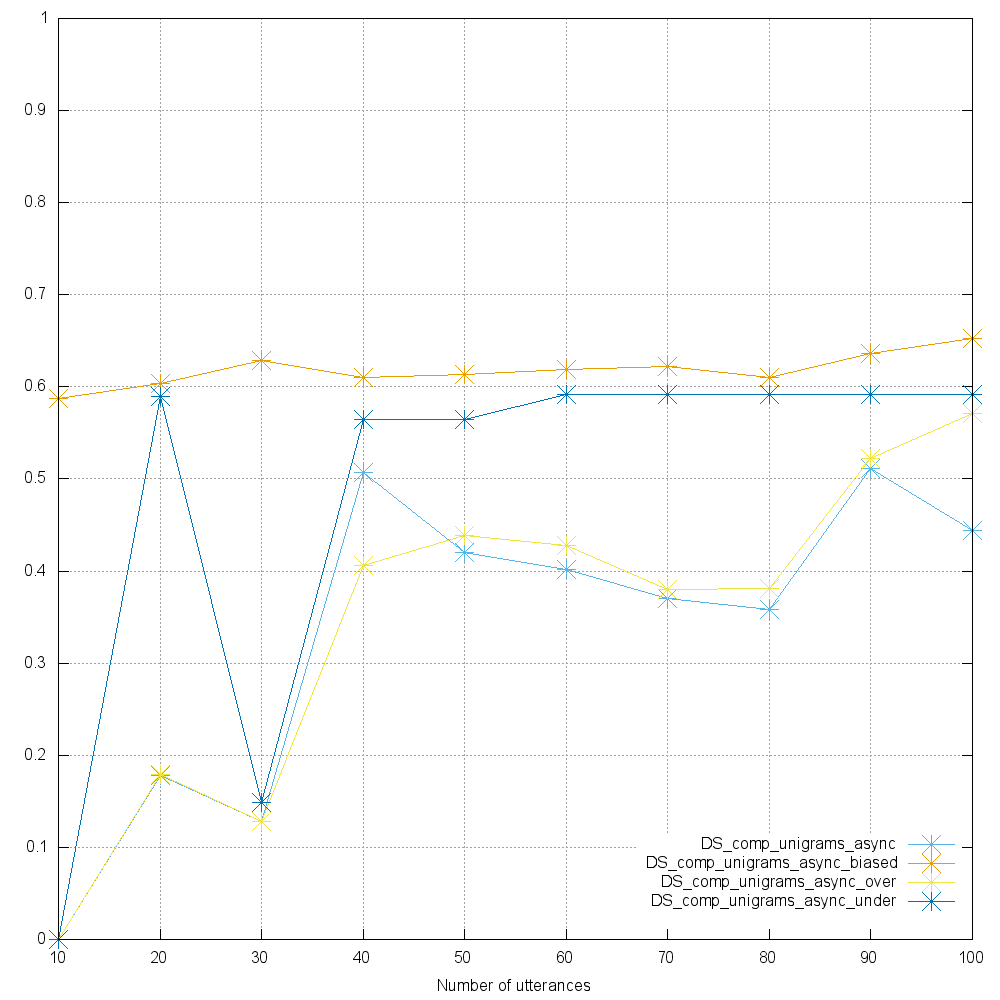 1
0.9
0.8
0.7
0.6
0.5
0.4
0.3
0.2
0.1
0
DS_comp_unigrams_async
DS_comp_unigrams_async_biased
DS_comp_unigrams_async_over
DS_comp_unigrams_async_under
10 20 30 40 50 60 70 80 90 100
Number of utterances